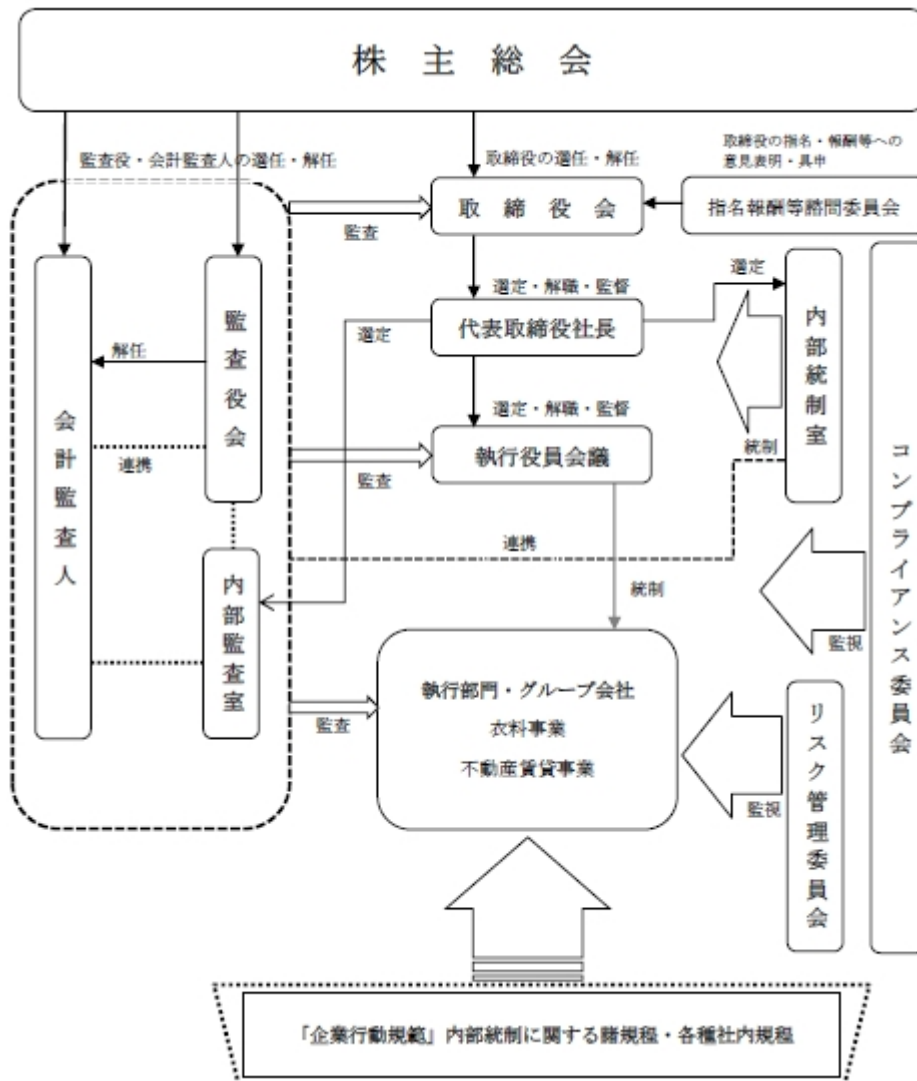 株主総会
監査役・会計監査人の選任・解任
取締役の選任・解任
取締役の指名・報酬等への
意見表明・具申
取締役会
指名報酬等諮問委員会
監査
選定・解職・監督
選定
代表取締役社長
選定
内部統制室
監査役会
解任
会計監査人
連携
選定・解職・監督
執行役員会議
監査
統制
コンプライアンス委員会
連携
内部監査室
統制
監視
執行部門・グループ会社
衣料事業
不動産賃貸事業
監査
監視
リスク管理委員会
「企業行動規範」内部統制に関する諸規程・各種社内規程